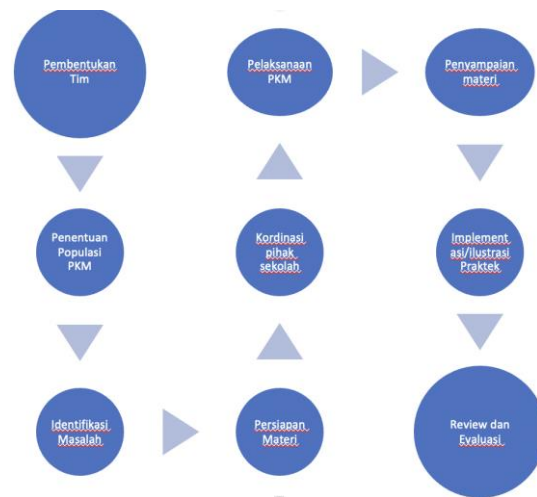 Pembentukan
Tim
Penentuan
Populasi
PKM
Identifikasi
Masalah
Persiapan
Materi
Kordinasi
pihak
sekolah
Pelaksanaan
PKM
Penyampaian
materi
Implement
asi/ilustrasi
Praktek
Review dan
Evaluasi